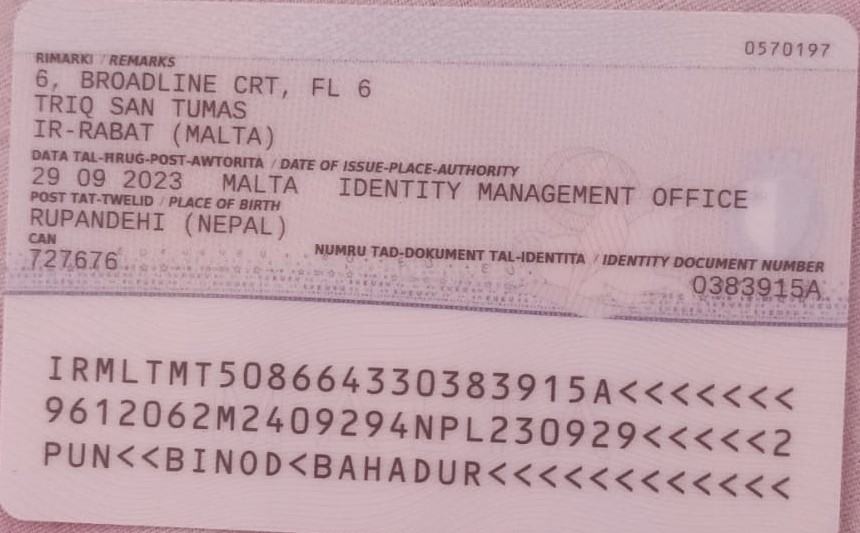 0570197
RIMARKI / REMARKS
6, BROADLINE CRT, FL 6
TRIQ SAN TUMAS
IR-RABAT (MALTA)
DATA TAL-ĦRUG-POST-AWTORITA / DATE OF ISSUE-PLACE-AUTHORITY
29 09 2023 MALTA IDENTITY MANAGEMENT OFFICE
POST TAT-TWELID / PLACE OF BIRTH
RUPANDEHI (NEPAL)
CAN
727676
NUMRU TAD-DOKUMENT TAL-IDENTITA / IDENTITY DOCUMENT NUMBER
0383915A
IRMLTMT508664330383915A<<<<<<<
9612062M2409294NPL230929<<<<<2
PUN<<BINOD<BAHADUR<<<<<<<<<<<<